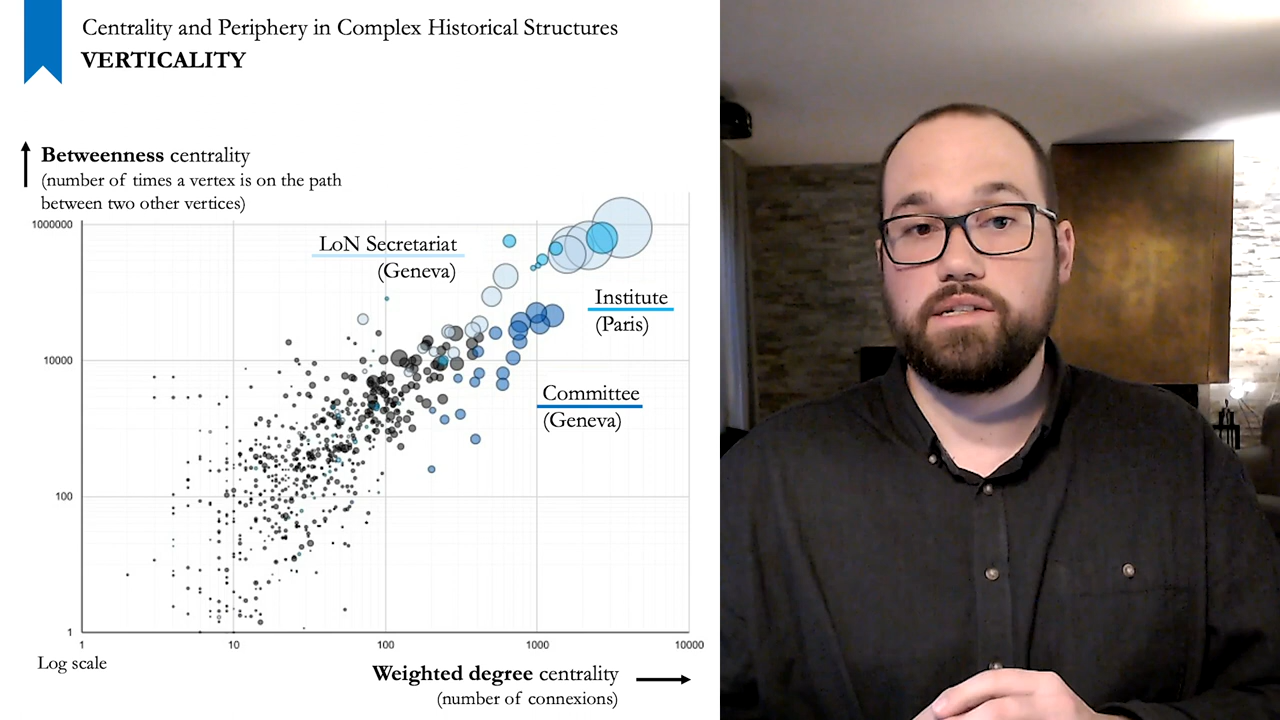 Centrality and Periphery in Complex Historical Structures
VERTICALITY
Betweenness centrality
(number of times a vertex is on the path
between two other vertices)
1000000
10000
100
1
LoN Secretariat
(Geneva)
Institute
(Paris)
Committee
(Geneva)
1
10
100
1000
10000
Log scale
Weighted degree centrality
(number of connexions)